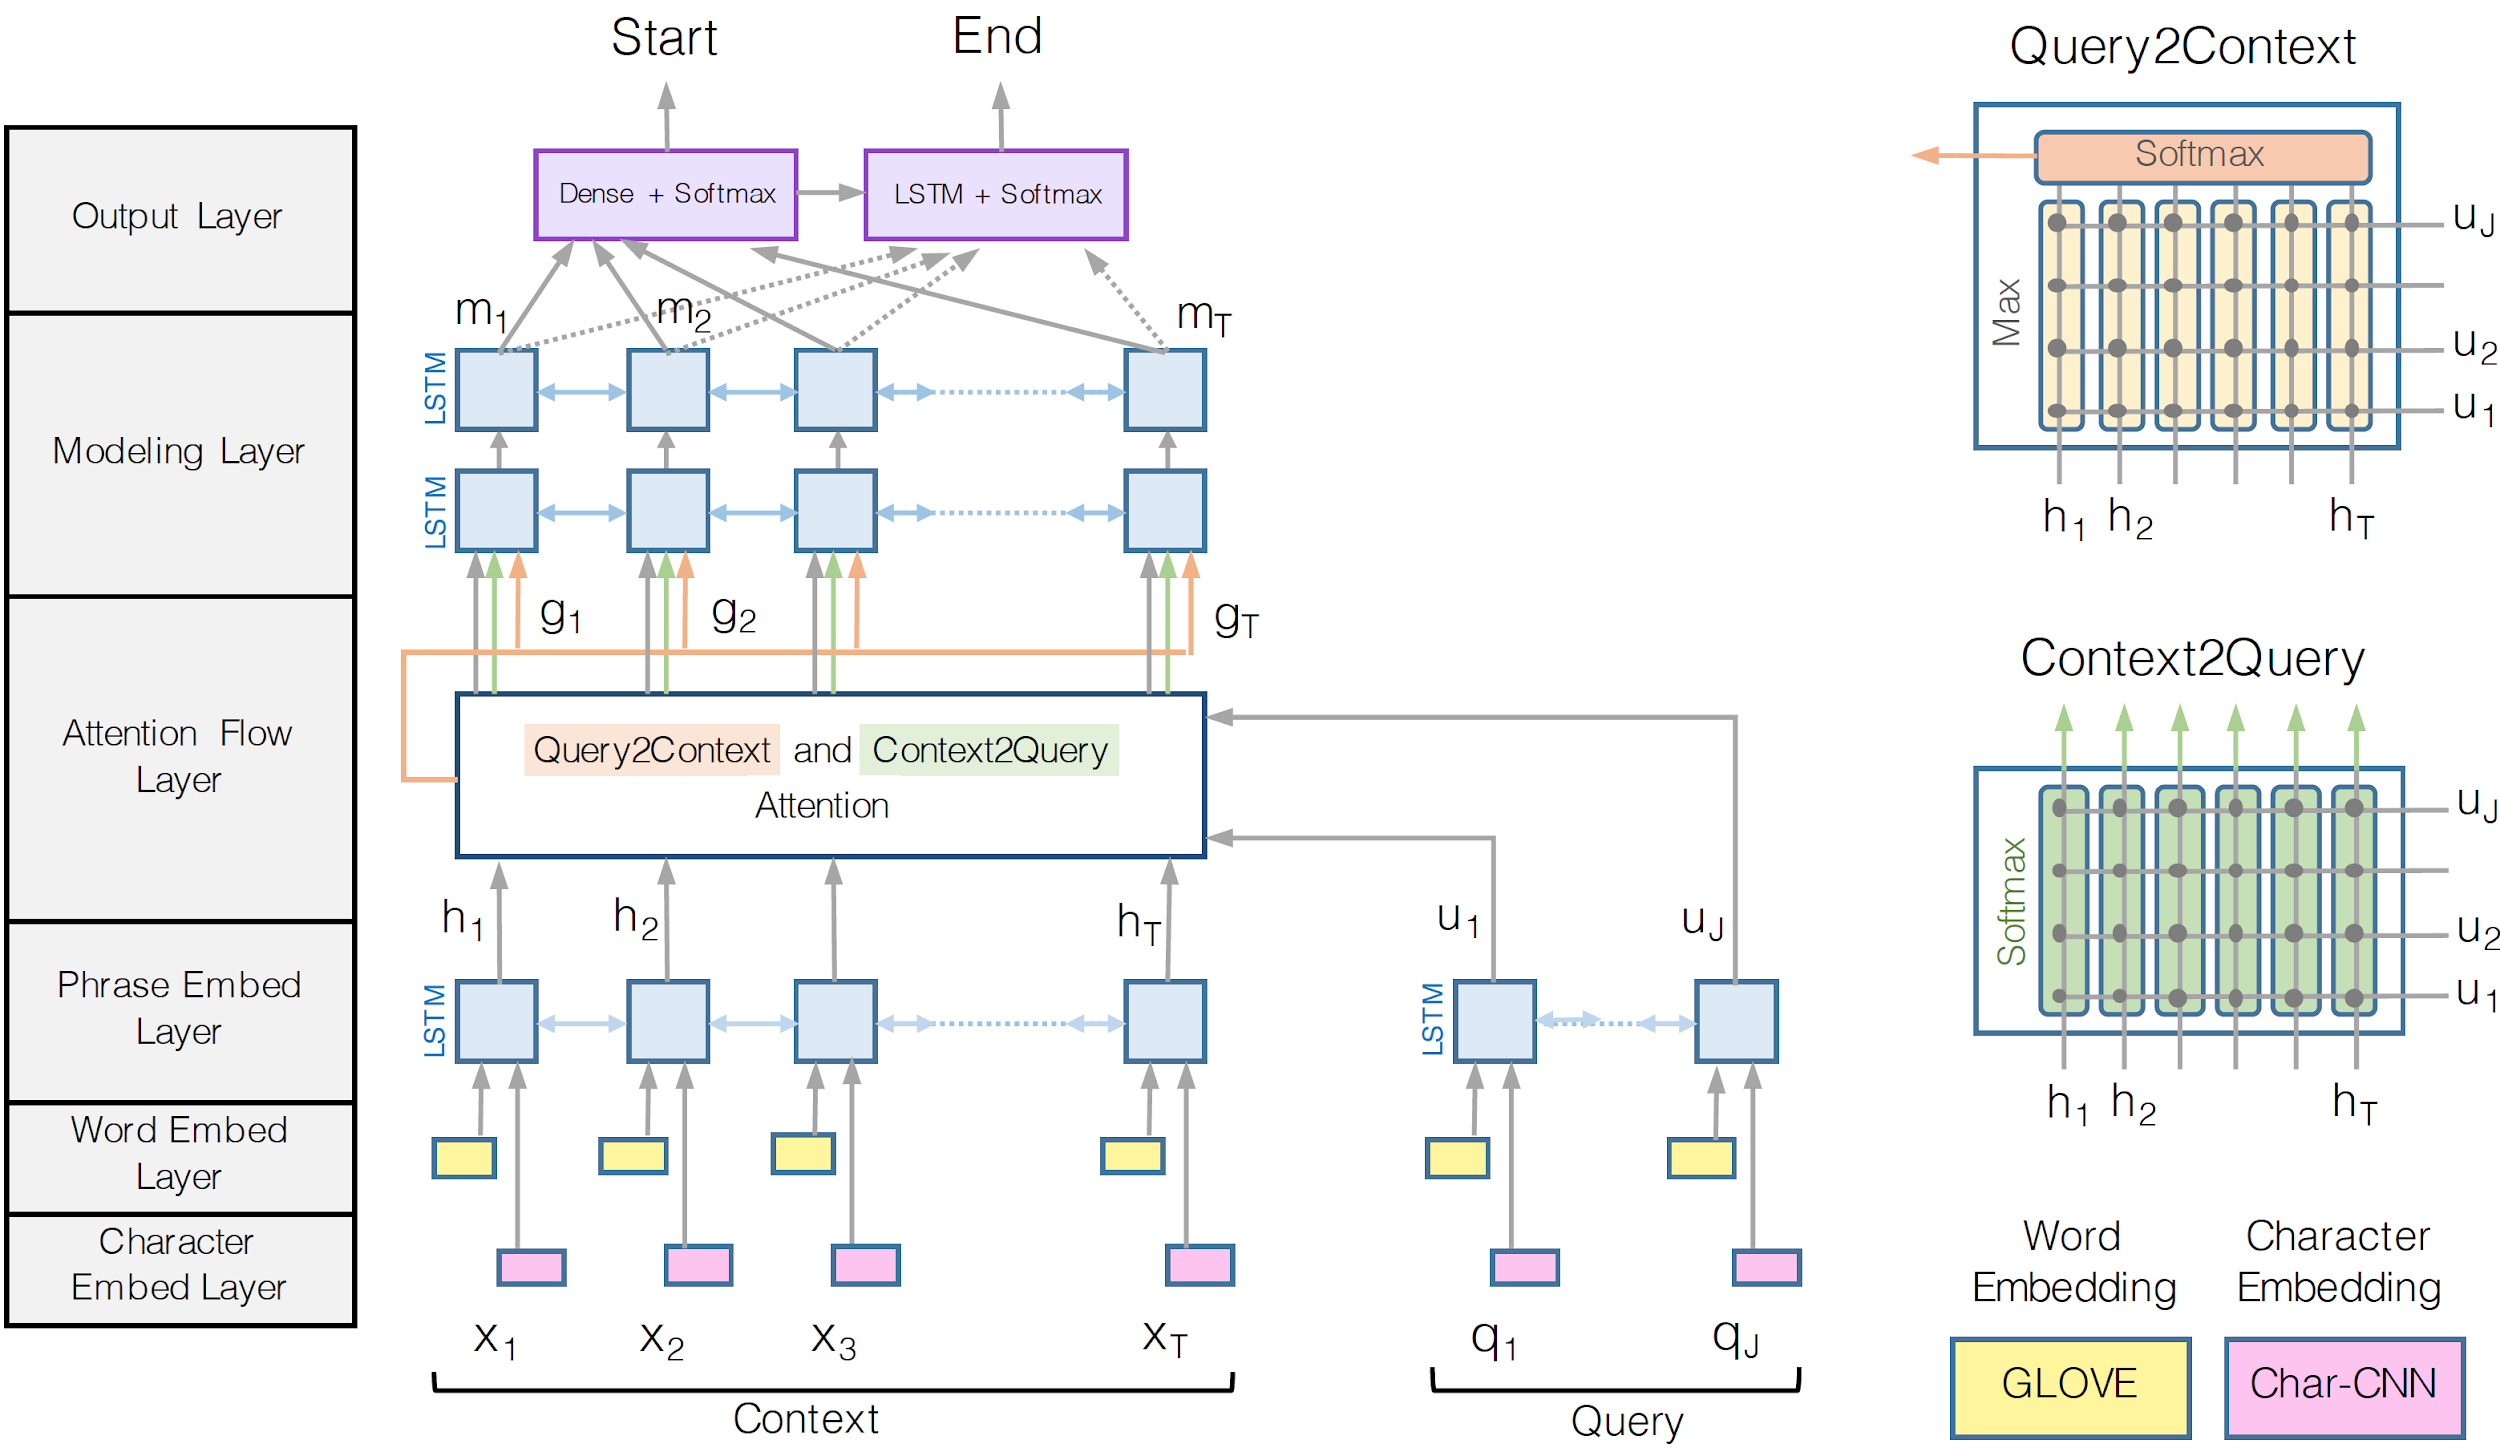 Start
End
Output Layer
Dense + Softmax
LSTM + Softmax
m1
m2
mT
Modeling Layer
LSTM
LSTM
g1
g2
gT
Attention Flow
Layer
Query2Context and Context2Query
Attention
h1
h2
hT
u1
uJ
Phrase Embed
Layer
LSTM
LSTM
Word Embed
Layer
Character
Embed Layer
x1
x2
x3
xT
q1
qJ
Context
Query
Query2Context
Softmax
Max
uJ
u2
u1
h1
h2
hT
Context2Query
Softmax
uJ
u2
u1
h1
h2
hT
Word
Embedding
GLOVE
Character
Embedding
Char-CNN